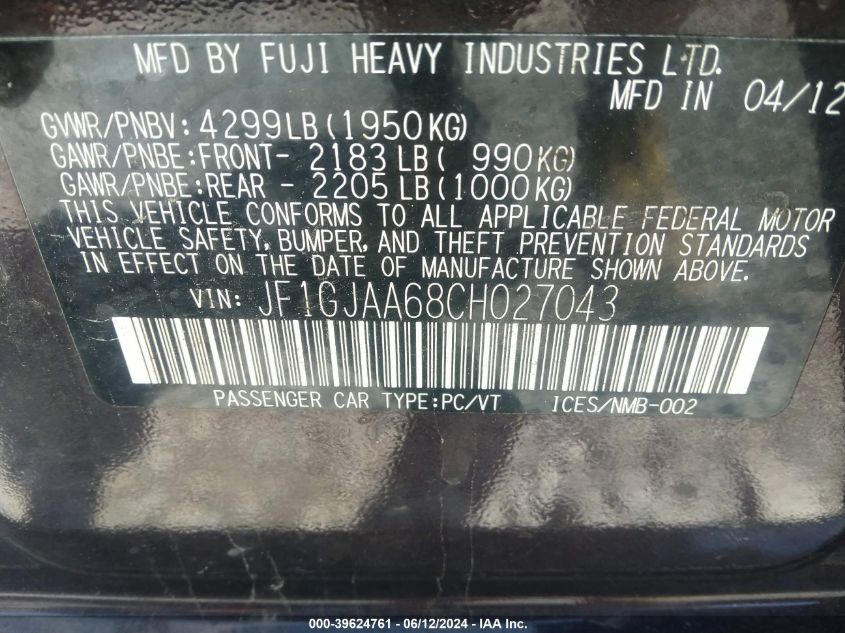 MFD BY FUJI HEAVY INDUSTRIES LTD.
MFD IN 04/12
GVWR/PNBV: 4299LB(1950KG)
GAWR/PNBE:FRONT- 2183 LB( 990KG)
GAWR/PNBE:REAR - 2205 LB(1000KG)
THIS VEHICLE CONFORMS TO ALL APPLICABLE FEDERAL MOTOR
VEHICLE SAFETY, BUMPER, AND THEFT PREVENTION STANDARDS
IN EFFECT ON THE DATE OF MANUFACTURE SHOWN ABOVE.
VIN: JF1GJAA68CH027043
PASSENGER CAR TYPE:PC/VT ICES/NMB-002
000-39624761 - 06/12/2024 - IAA Inc.